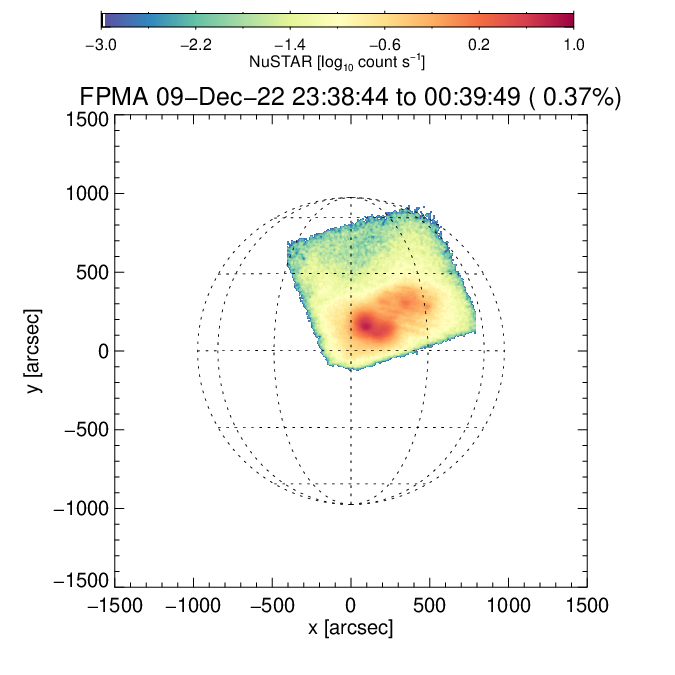 −3.0 −2.2 −1.4 −0.6 0.2 1.0
NuSTAR [log₁₀ count s⁻¹]
FPMA 09−Dec−22 23:38:44 to 00:39:49 ( 0.37%)
1500
1000
500
0
−500
−1000
−1500
y [arcsec]
−1500 −1000 −500 0 500 1000 1500
x [arcsec]